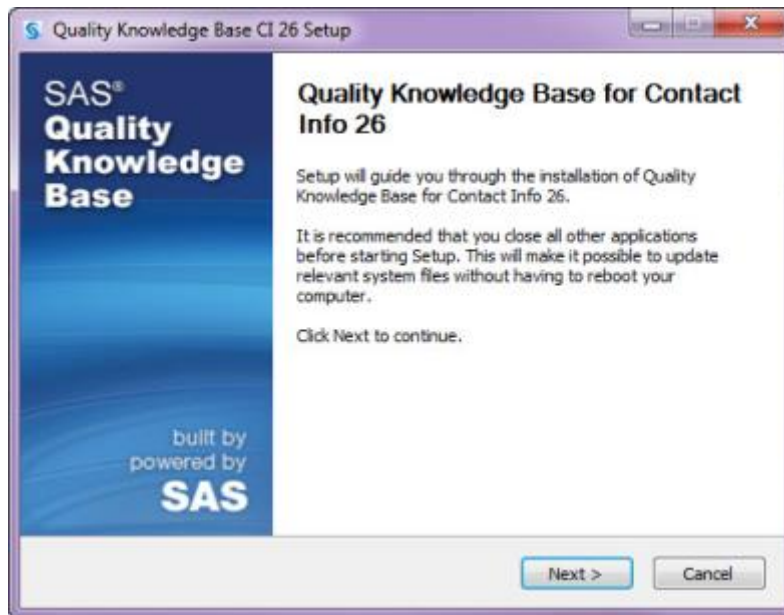 Quality Knowledge Base CI 26 Setup
SAS®
Quality
Knowledge
Base
Quality Knowledge Base for Contact
Info 26
Setup will guide you through the installation of Quality
Knowledge Base for Contact Info 26.
It is recommended that you close all other applications
before starting Setup. This will make it possible to update
relevant system files without having to reboot your
computer.
Click Next to continue.
built by
powered by
SAS
Next >
Cancel